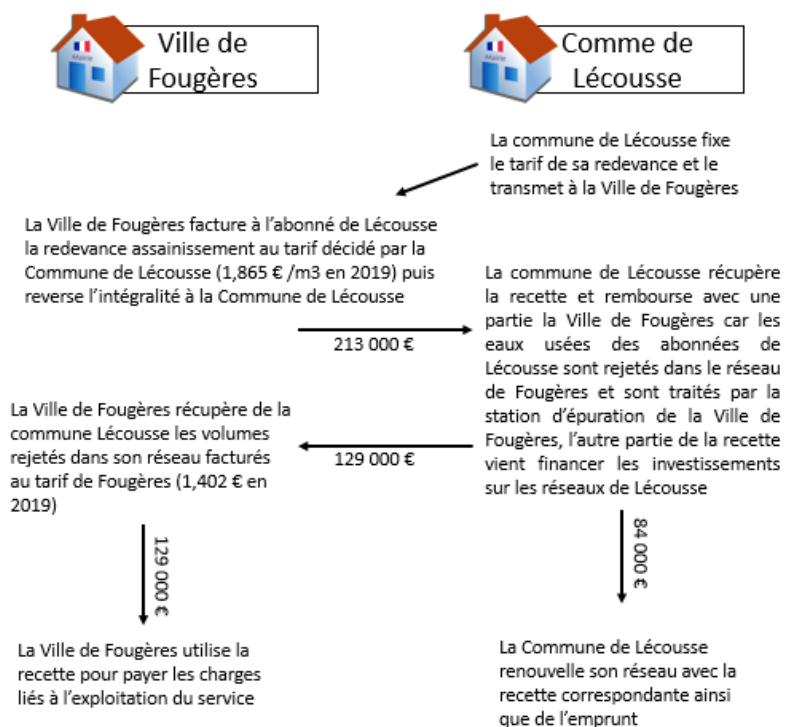 Mairie
Ville de
Fougères
Mairie
Comme de
Lécousse
La commune de Lécousse fixe
le tarif de sa redevance et le
transmet à la Ville de Fougères
La Ville de Fougères facture à l'abonné de Lécousse
la redevance assainissement au tarif décidé par la
Commune de Lécousse (1,865 € /m3 en 2019) puis
reverse l'intégralité à la Commune de Lécousse
213 000 €
La commune de Lécousse récupère
la recette et rembourse avec une
partie la Ville de Fougères car les
eaux usées des abonnées de
Lécousse sont rejetés dans le réseau
de Fougères et sont traités par la
station d'épuration de la Ville de
Fougères, l'autre partie de la recette
vient financer les investissements
sur les réseaux de Lécousse
129 000 €
La Ville de Fougères récupère de la
commune Lécousse les volumes
rejetés dans son réseau facturés
au tarif de Fougères (1,402 € en
2019)
129 000 €
84 000 €
La Ville de Fougères utilise la
recette pour payer les charges
liés à l'exploitation du service
La Commune de Lécousse
renouvelle son réseau avec la
recette correspondante ainsi
que de l'emprunt